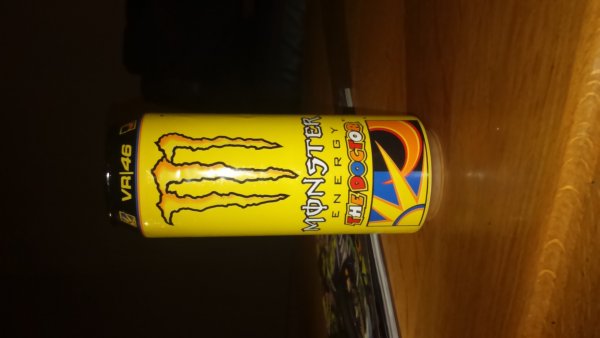 VR|46
MONSTER
ENERGY
THE DOCTOR